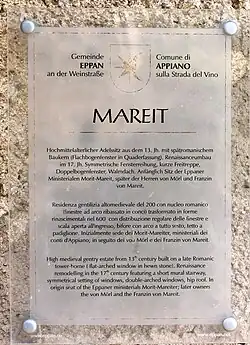 Gemeinde
EPPAN
an der Weinstraße
Comune di
APPIANO
sulla Strada del Vino
MAREIT
Hochmittelalterlicher Adelssitz aus dem 13. Jh. mit spätromanischem
Baukern (Flachbogenfenster in Quaderfassung), Renaissanceumbau
im 17. Jh. Symmetrische Fensterreihung, kurze Freitreppe,
Doppelbogenfenster, Walmdach. Anfänglich Sitz der Eppaner
Ministerialen Morit-Mareit, später der Herren von Mörl und Franzin
von Mareit.
Residenza gentilizia altomedievale del 200 con nucleo romanico
(finestre ad arco ribassato in conci) trasformato in forme
rinascimentali nel 600 con distribuzione regolare delle finestre e
scala aperta all'ingresso, bifore con arco a tutto sesto, tetto a
padiglione. Inizialmente sede dei Morit-Mareiter, ministeriali dei
conti d'Appiano, in seguito dei von Mörl e dei Franzin von Mareit.
High medieval gentry estate from 13th century built on a late Romanic
tower-home (flat-arched window in hewn stone). Renaissance
remodelling in the 17th century featuring a short mural stairway,
symmetrical setting of windows, double-arched windows, hip roof. In
origin seat of the Eppaner ministerials Morit-Mareiter; later owners
the von Mörl and the Franzin von Mareit.